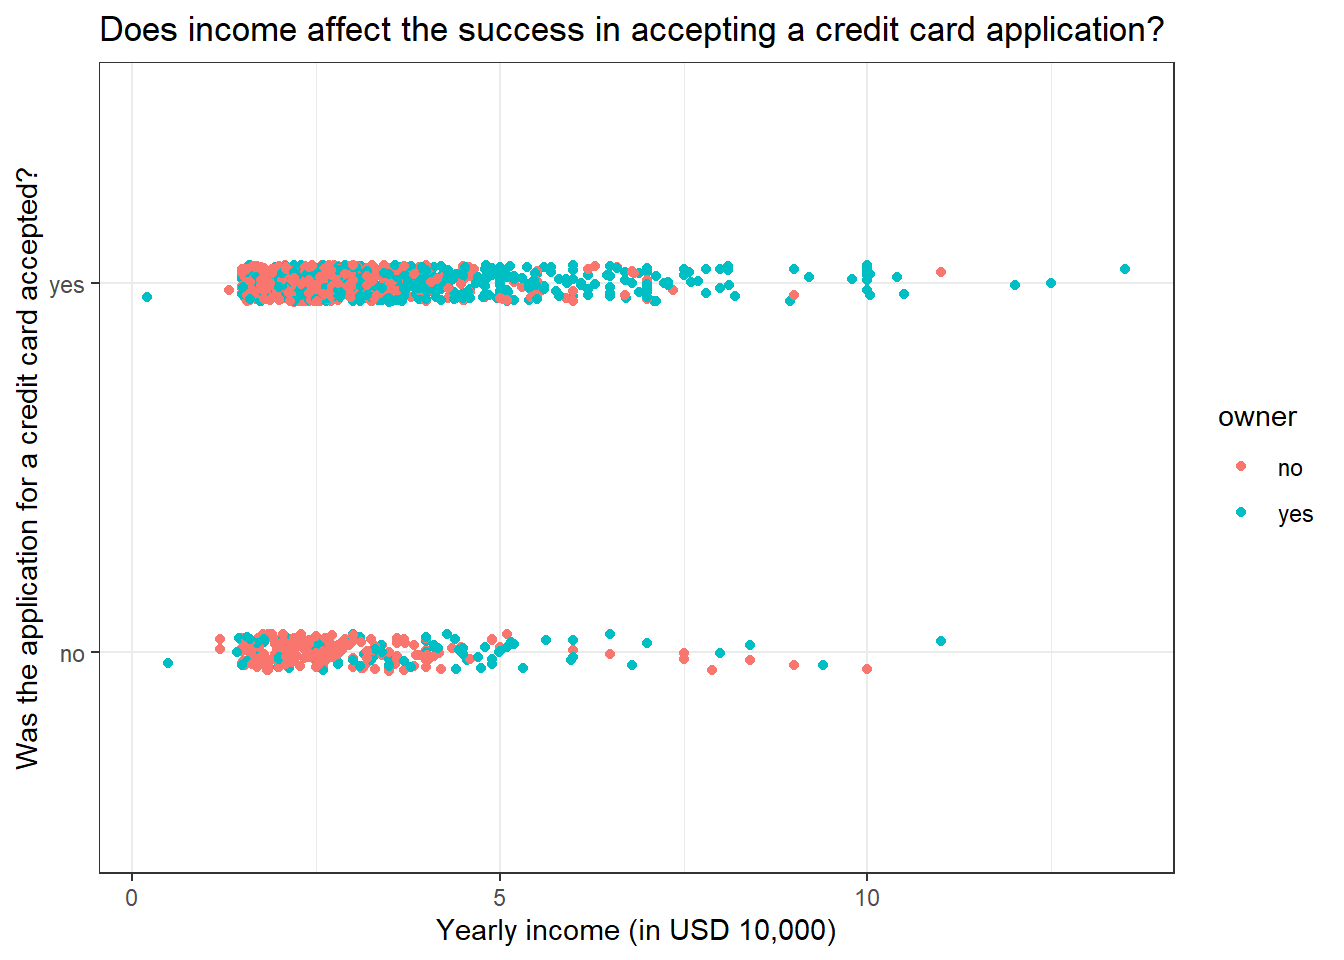 Does income affect the success in accepting a credit card application?
Was the application for a credit card accepted?
yes
no
0
5
10
Yearly income (in USD 10,000)
owner
no
yes